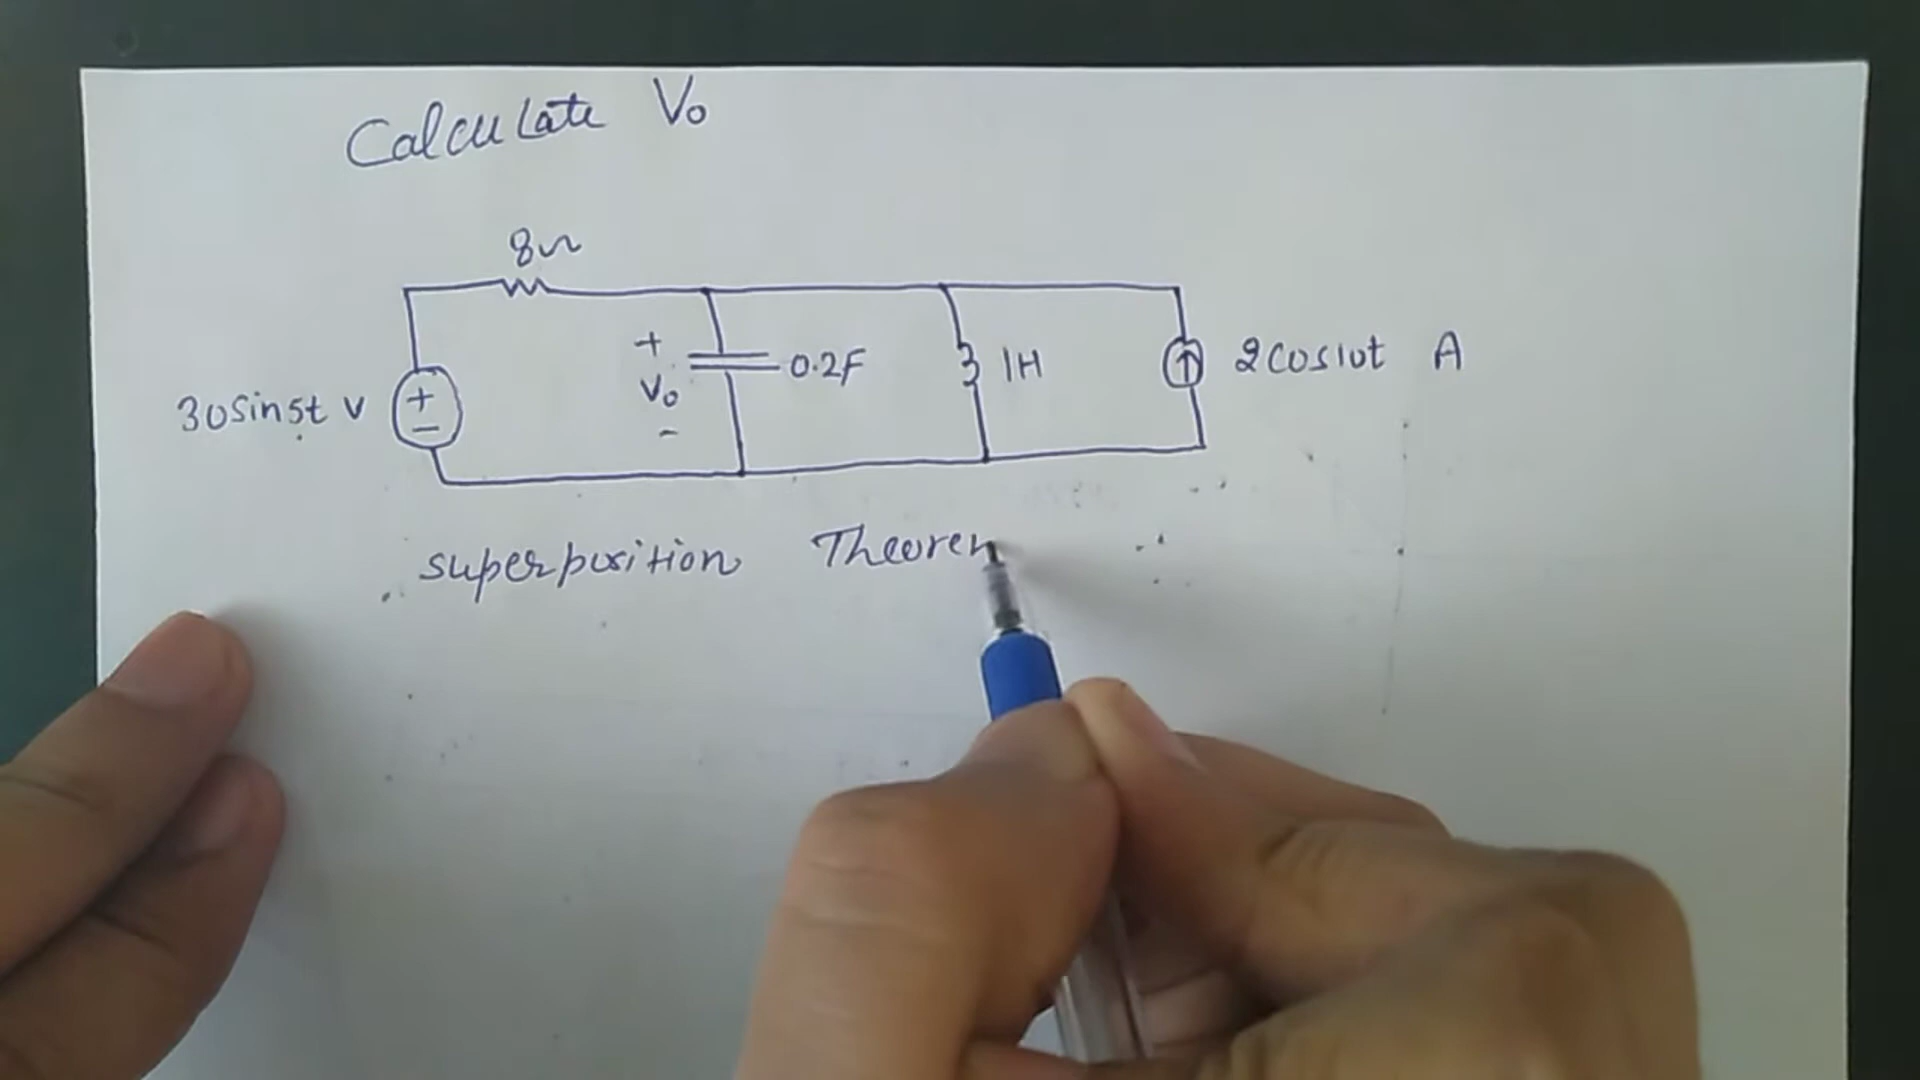 Calculate Vo
8Ω
+
Vo
-
0.2F
1H
2cos10t A
30sin5t v
+
-
superposition Theorem